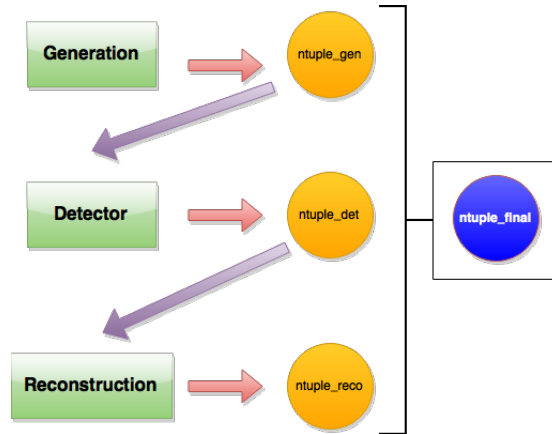 Generation
ntuple_gen
Detector
ntuple_det
ntuple_final
Reconstruction
ntuple_reco